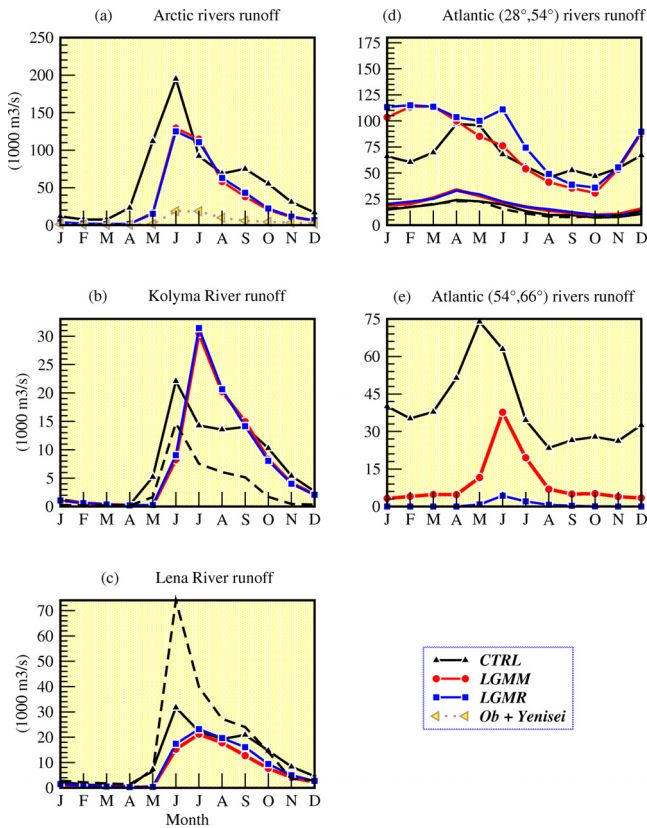 (a) Arctic rivers runoff
250
200
150
100
50
0
(1000 m3/s)
J F M A M J J A S O N D
(d) Atlantic (28°,54°) rivers runoff
175
150
125
100
75
50
25
0
J F M A M J J A S O N D
(b) Kolyma River runoff
30
25
20
15
10
5
0
(1000 m3/s)
J F M A M J J A S O N D
(e) Atlantic (54°,66°) rivers runoff
75
60
45
30
15
0
J F M A M J J A S O N D
(c) Lena River runoff
70
60
50
40
30
20
10
0
(1000 m3/s)
J F M A M J J A S O N D
Month
CTRL
LGMM
LGMR
Ob + Yenisei